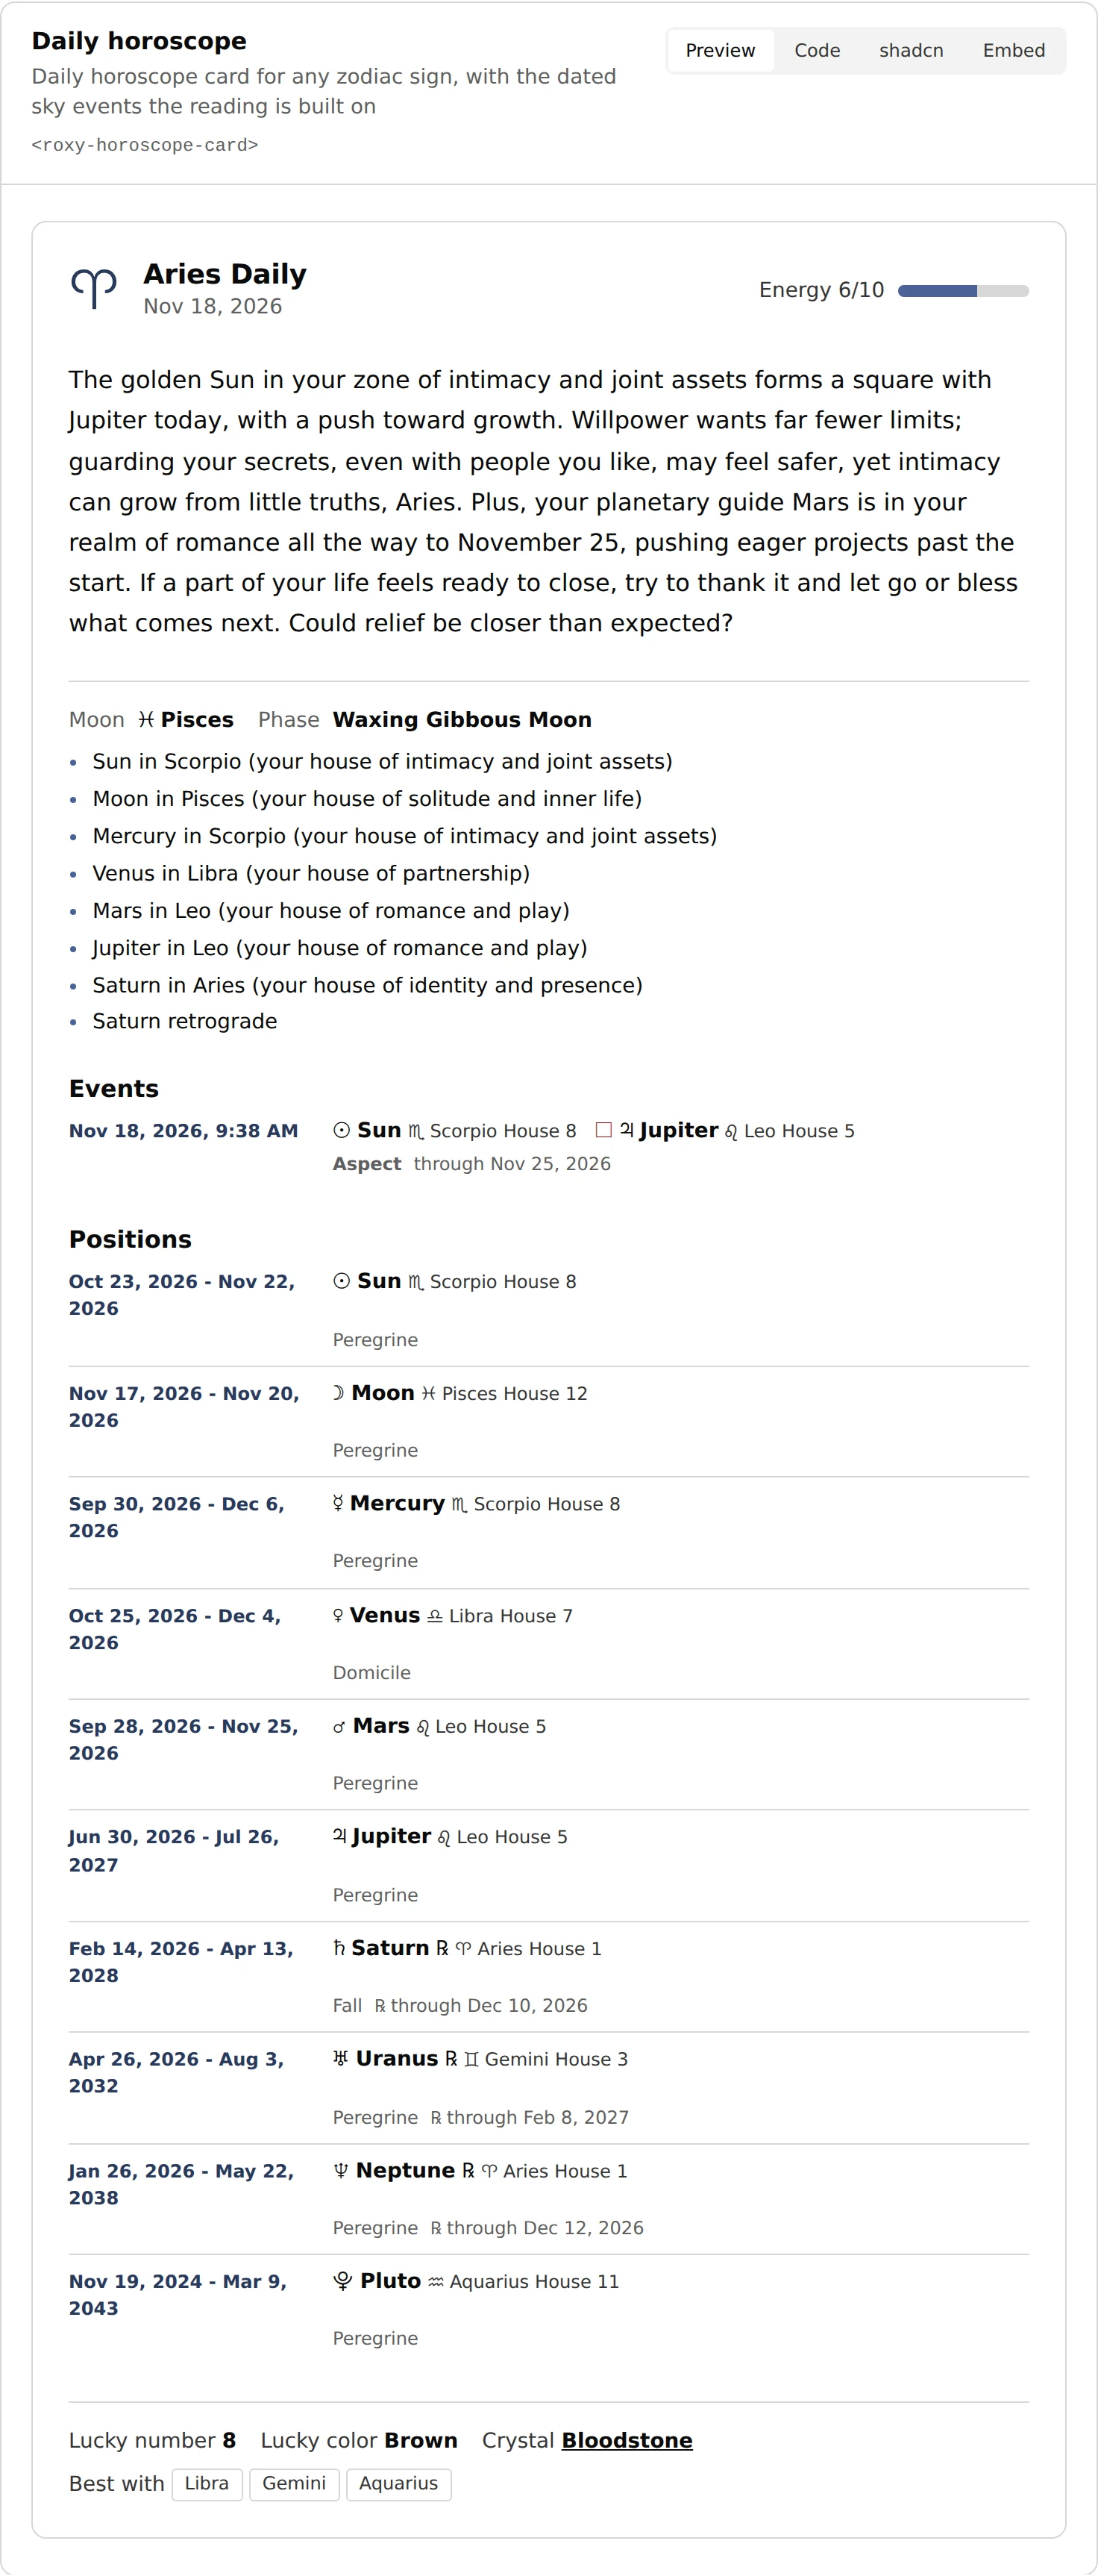 Daily horoscope
Preview Code shadcn Embed
Daily horoscope card for any zodiac sign, with the dated
sky events the reading is built on
<roxy-horoscope-card>
♈ Aries Daily
Nov 18, 2026
Energy 6/10
The golden Sun in your zone of intimacy and joint assets forms a square with
Jupiter today, with a push toward growth. Willpower wants far fewer limits;
guarding your secrets, even with people you like, may feel safer, yet intimacy
can grow from little truths, Aries. Plus, your planetary guide Mars is in your
realm of romance all the way to November 25, pushing eager projects past the
start. If a part of your life feels ready to close, try to thank it and let go or bless
what comes next. Could relief be closer than expected?
Moon ♓ Pisces Phase Waxing Gibbous Moon
• Sun in Scorpio (your house of intimacy and joint assets)
• Moon in Pisces (your house of solitude and inner life)
• Mercury in Scorpio (your house of intimacy and joint assets)
• Venus in Libra (your house of partnership)
• Mars in Leo (your house of romance and play)
• Jupiter in Leo (your house of romance and play)
• Saturn in Aries (your house of identity and presence)
• Saturn retrograde
Events
Nov 18, 2026, 9:38 AM ☉ Sun ♏ Scorpio House 8 □ ♃ Jupiter ♌ Leo House 5
Aspect through Nov 25, 2026
Positions
Oct 23, 2026 - Nov 22, ☉ Sun ♏ Scorpio House 8
2026
Peregrine
Nov 17, 2026 - Nov 20, ☽ Moon ♓ Pisces House 12
2026
Peregrine
Sep 30, 2026 - Dec 6, ☿ Mercury ♏ Scorpio House 8
2026
Peregrine
Oct 25, 2026 - Dec 4, ♀ Venus ♎ Libra House 7
2026
Domicile
Sep 28, 2026 - Nov 25, ♂ Mars ♌ Leo House 5
2026
Peregrine
Jun 30, 2026 - Jul 26, ♃ Jupiter ♌ Leo House 5
2027
Peregrine
Feb 14, 2026 - Apr 13, ♄ Saturn ℞ ♈ Aries House 1
2028
Fall ℞ through Dec 10, 2026
Apr 26, 2026 - Aug 3, ♅ Uranus ℞ ♊ Gemini House 3
2032
Peregrine ℞ through Feb 8, 2027
Jan 26, 2026 - May 22, ♆ Neptune ℞ ♈ Aries House 1
2038
Peregrine ℞ through Dec 12, 2026
Nov 19, 2024 - Mar 9, ⯓ Pluto ♒ Aquarius House 11
2043
Peregrine
Lucky number 8 Lucky color Brown Crystal Bloodstone
Best with Libra Gemini Aquarius